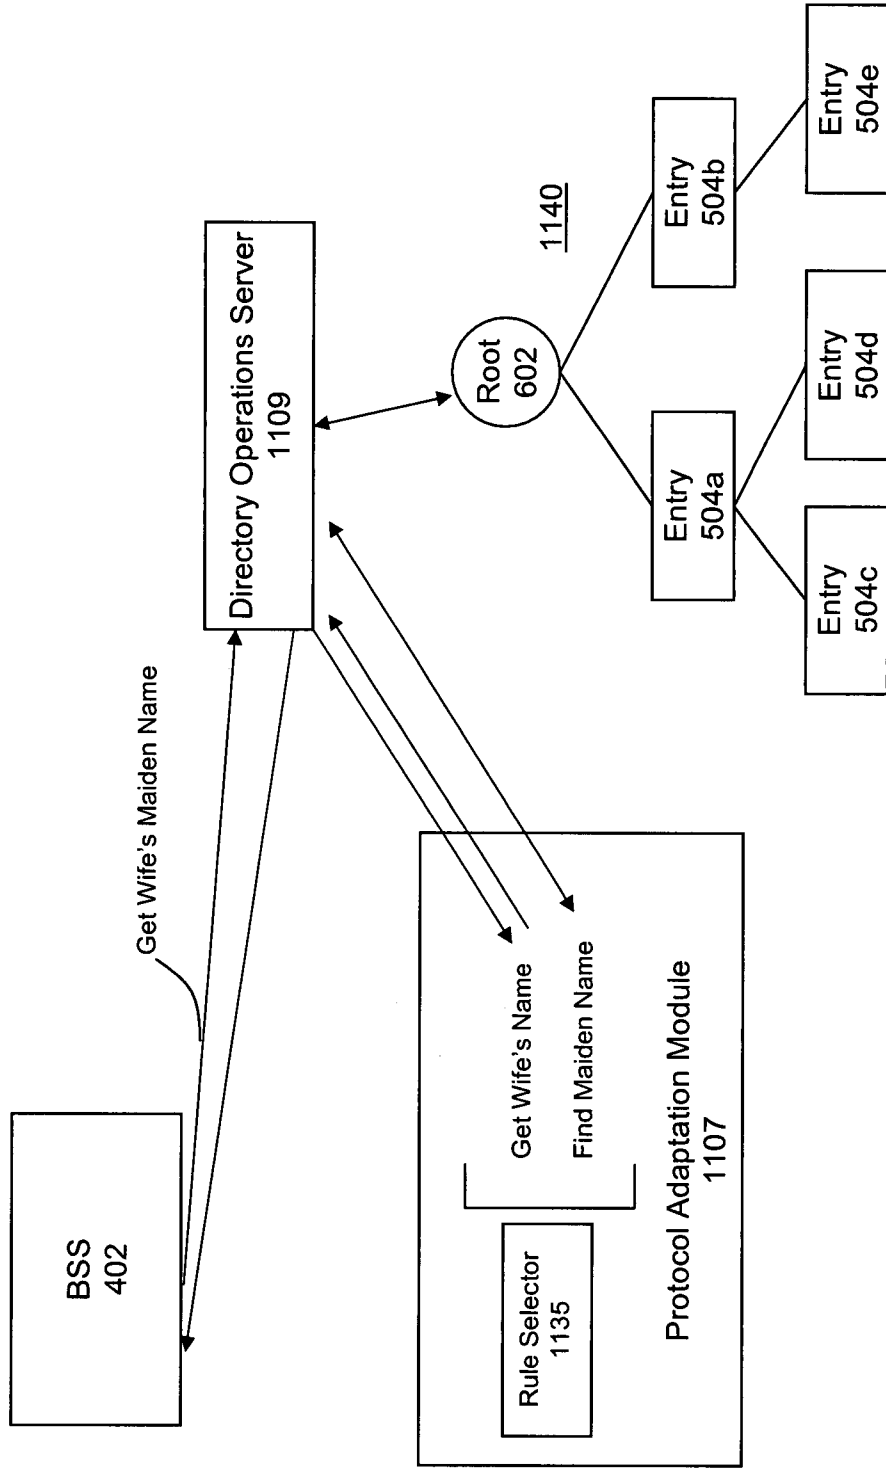 BSS
402
Get Wife's Maiden Name
Directory Operations Server
1109
Rule Selector
1135
Get Wife's Name
Find Maiden Name
Protocol Adaptation Module
1107
Root
602
1140
Entry
504a
Entry
504b
Entry
504c
Entry
504d
Entry
504e